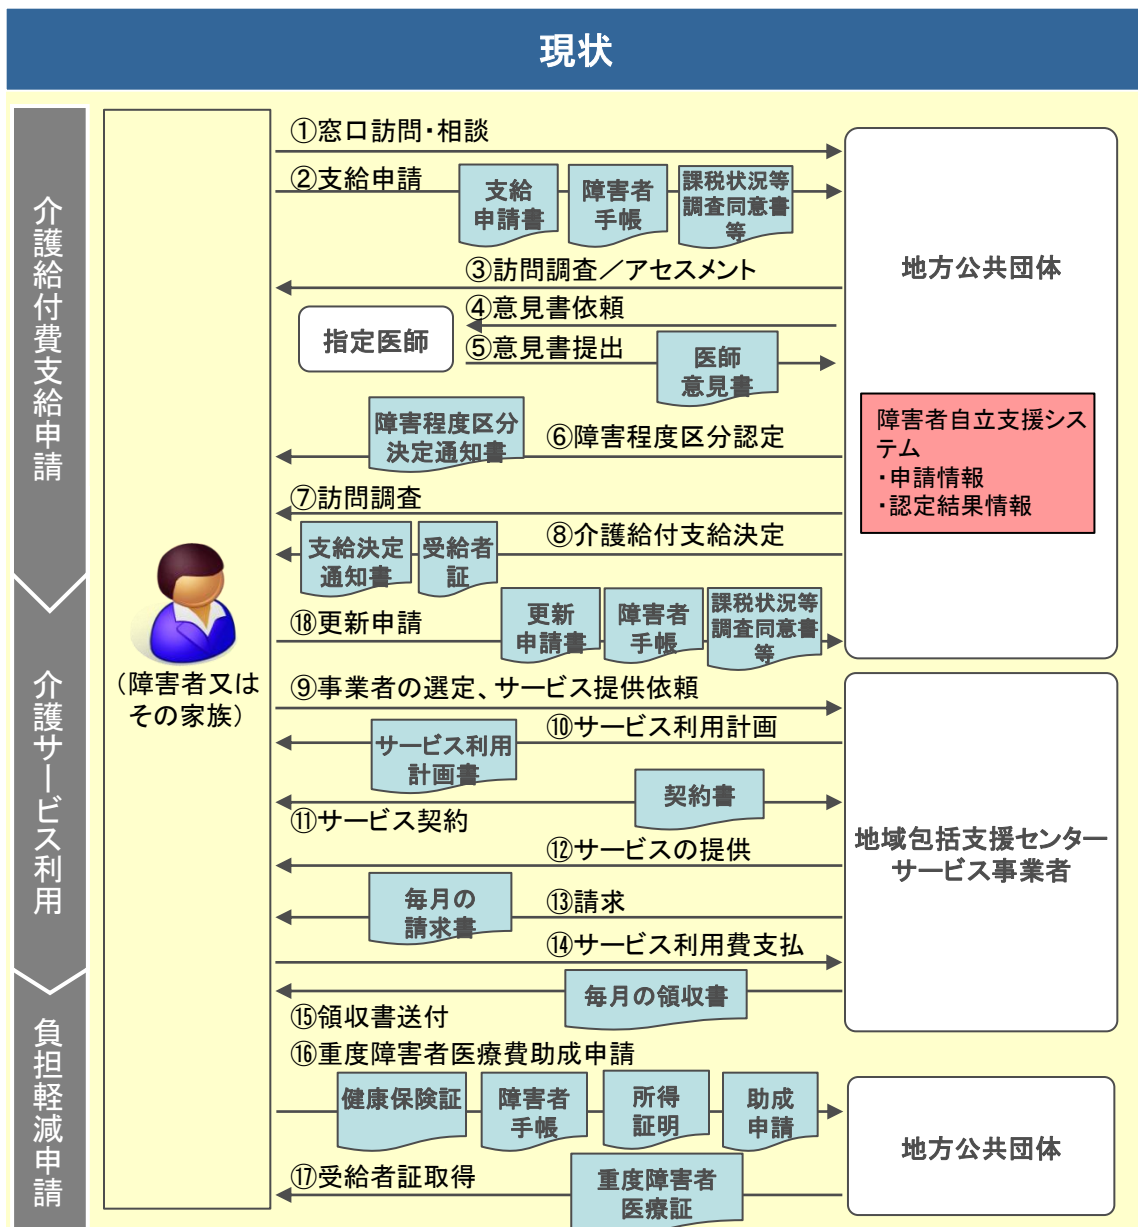 現状
介護給付費支給申請
介護サービス利用
負担軽減申請
(障害者又は
その家族)
①窓口訪問・相談
②支給申請
支給
申請書
障害者
手帳
課税状況等
調査同意書
等
③訪問調査／アセスメント
④意見書依頼
指定医師
⑤意見書提出
医師
意見書
地方公共団体
障害者自立支援シス
テム
・申請情報
・認定結果情報
障害程度区分
決定通知書
⑥障害程度区分認定
⑦訪問調査
支給決定
通知書
受給者
証
⑧介護給付支給決定
⑱更新申請
更新
申請書
障害者
手帳
課税状況等
調査同意書
等
⑨事業者の選定、サービス提供依頼
⑩サービス利用計画
サービス利用
計画書
契約書
⑪サービス契約
地域包括支援センター
サービス事業者
⑫サービスの提供
毎月の
請求書
⑬請求
⑭サービス利用費支払
毎月の領収書
⑮領収書送付
⑯重度障害者医療費助成申請
健康保険証
障害者
手帳
所得
証明
助成
申請
地方公共団体
⑰受給者証取得
重度障害者
医療証